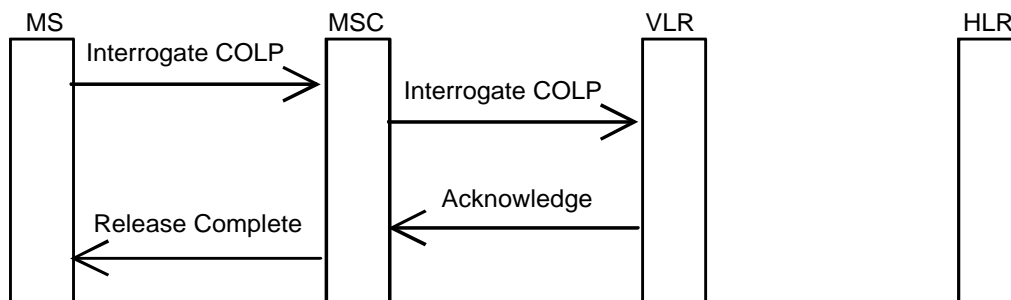 MS MSC VLR HLR
Interrogate COLP
Interrogate COLP
Acknowledge
Release Complete